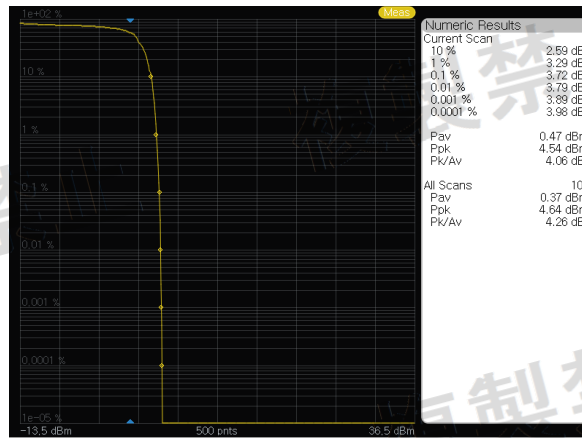 Meas
1e+02 %
10 %
1 %
0.1 %
0.01 %
0.001 %
0.0001 %
1e-05 %
-13.5 dBm
500 pnts
36.5 dBm
Numeric Results
Current Scan
10 % 2.59 dB
1 % 3.29 dB
0.1 % 3.72 dB
0.01 % 3.79 dB
0.001 % 3.89 dB
0.0001 % 3.98 dB
Pav 0.47 dBm
Ppk 4.54 dBm
Pk/Av 4.06 dB
All Scans 10
Pav 0.37 dBm
Ppk 4.64 dBm
Pk/Av 4.26 dB
禁